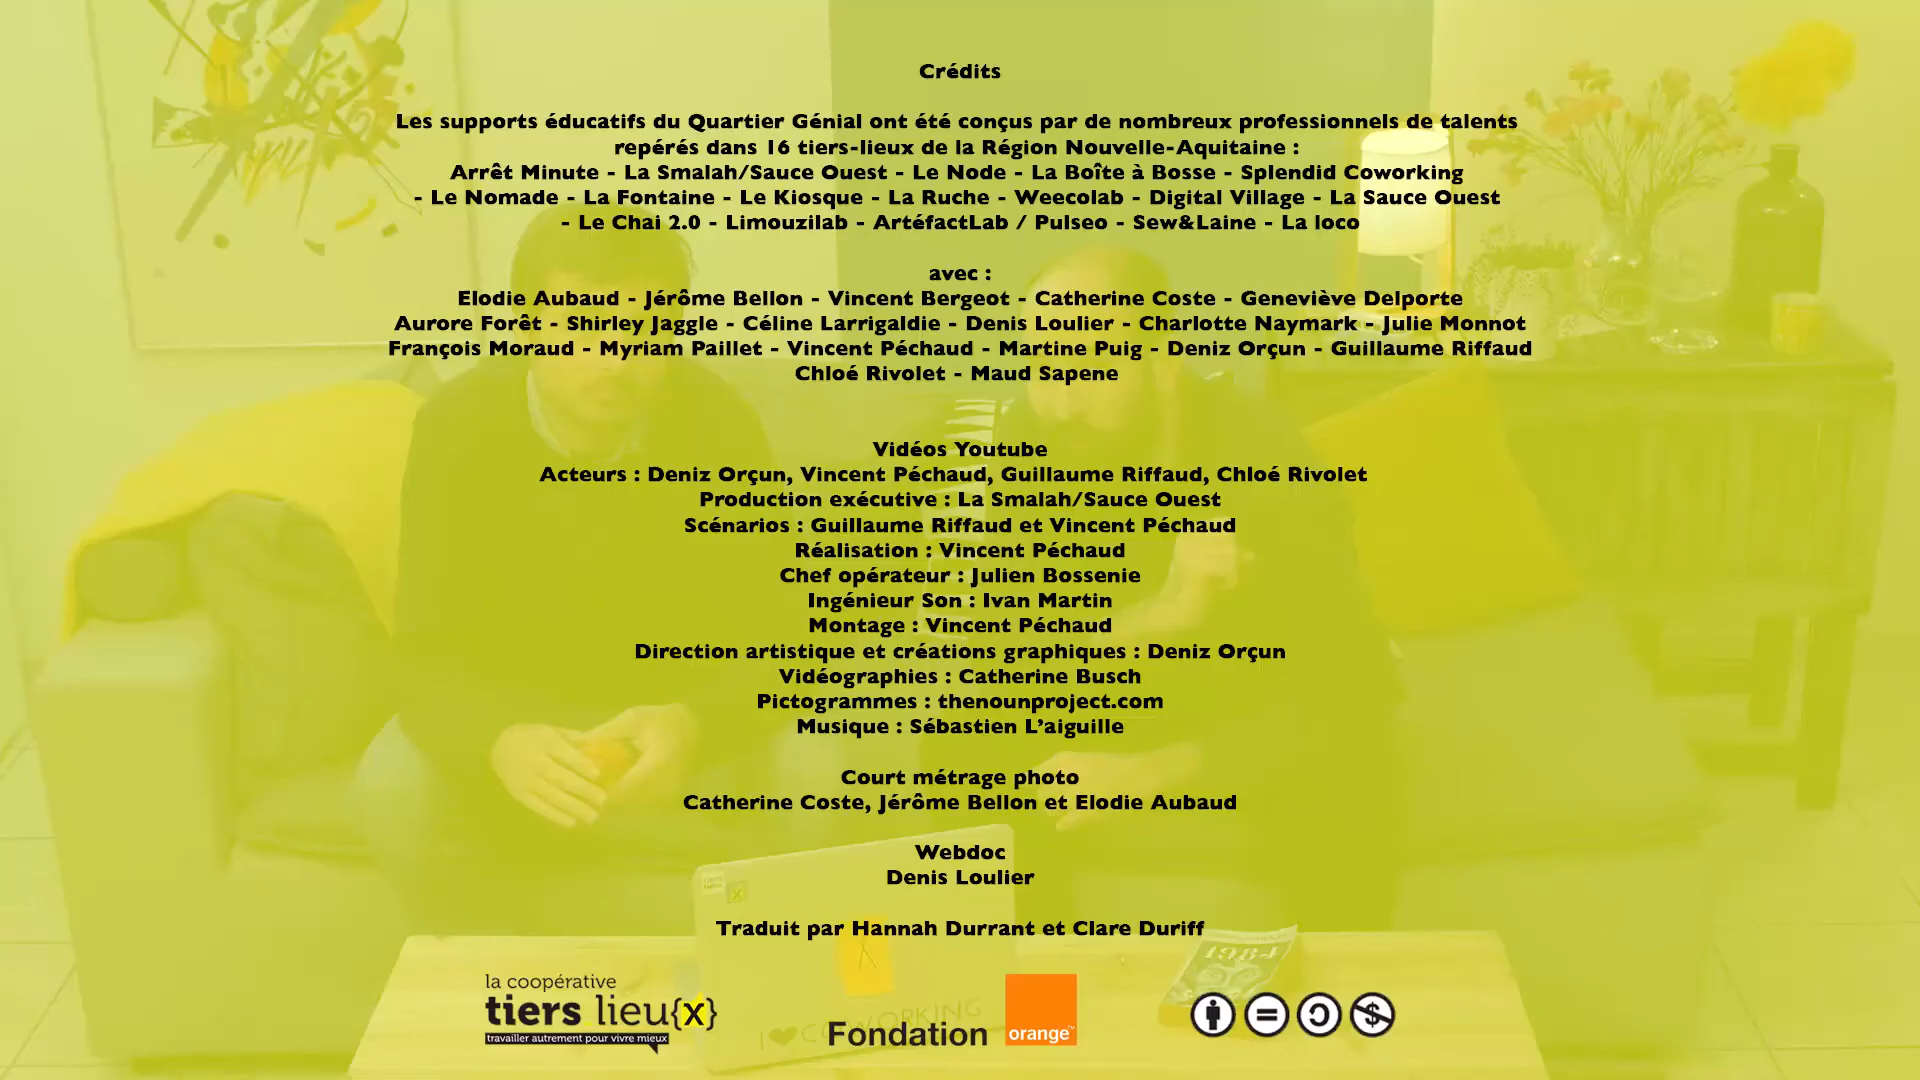 Crédits
Les supports éducatifs du Quartier Génial ont été conçus par de nombreux professionnels de talents
repérés dans 16 tiers-lieux de la Région Nouvelle-Aquitaine :
Arrêt Minute - La Smalah/Sauce Ouest - Le Node - La Boîte à Bosse - Splendid Coworking
- Le Nomade - La Fontaine - Le Kiosque - La Ruche - Weecolab - Digital Village - La Sauce Ouest
- Le Chai 2.0 - Limouzilab - ArtéfactLab / Pulseo - Sew&Laine - La loco
avec :
Elodie Aubaud - Jérôme Bellon - Vincent Bergeot - Catherine Coste - Geneviève Delporte
Aurore Forêt - Shirley Jaggle - Céline Larrigaldie - Denis Loulier - Charlotte Naymark - Julie Monnot
François Moraud - Myriam Paillet - Vincent Péchaud - Martine Puig - Deniz Orçun - Guillaume Riffaud
Chloé Rivolet - Maud Sapene
Vidéos Youtube
Acteurs : Deniz Orçun, Vincent Péchaud, Guillaume Riffaud, Chloé Rivolet
Production exécutive : La Smalah/Sauce Ouest
Scénarios : Guillaume Riffaud et Vincent Péchaud
Réalisation : Vincent Péchaud
Chef opérateur : Julien Bossenie
Ingénieur Son : Ivan Martin
Montage : Vincent Péchaud
Direction artistique et créations graphiques : Deniz Orçun
Vidéographies : Catherine Busch
Pictogrammes : thenounproject.com
Musique : Sébastien L’aiguille
Court métrage photo
Catherine Coste, Jérôme Bellon et Elodie Aubaud
Webdoc
Denis Loulier
Traduit par Hannah Durrant et Clare Duriff
1984
la coopérative
tiers lieu{x}
travailler autrement pour vivre mieux
I ❤ COWORKING
Fondation
orange™